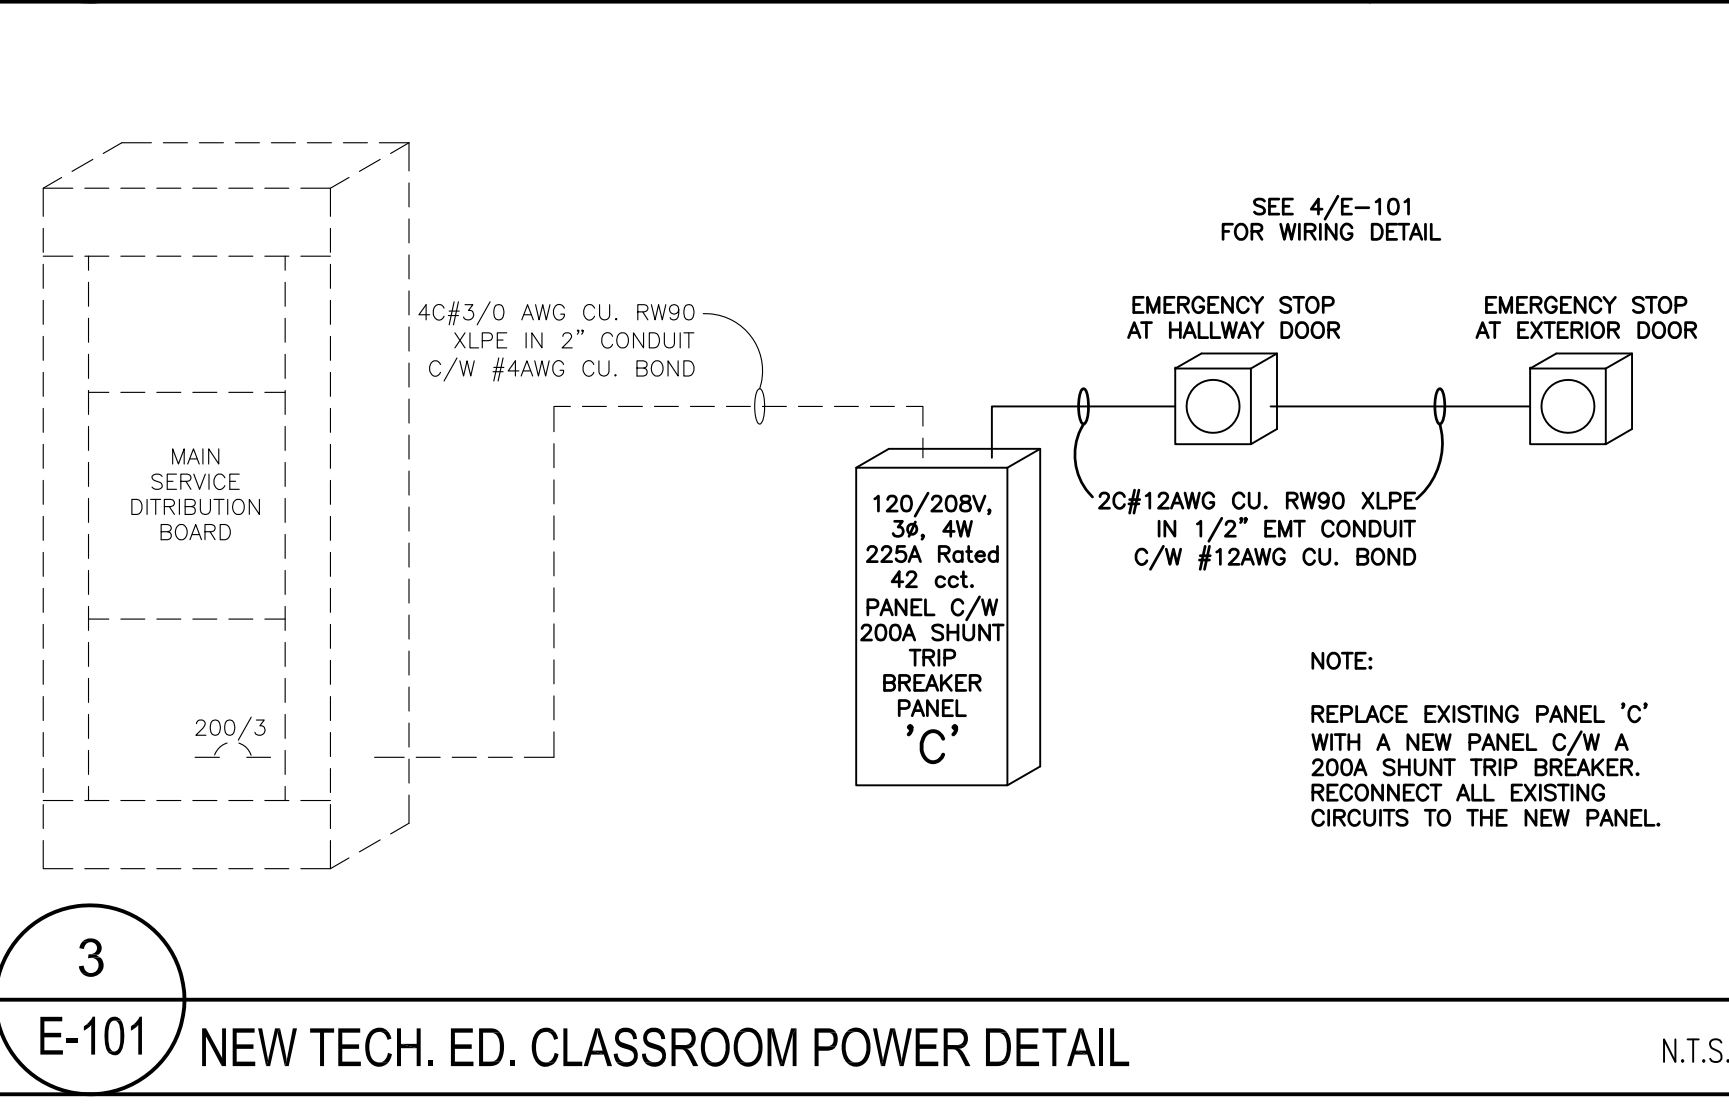 SEE 4/E-101
FOR WIRING DETAIL
4C#3/0 AWG CU. RW90
XLPE IN 2" CONDUIT
C/W #4AWG CU. BOND
EMERGENCY STOP
AT HALLWAY DOOR
EMERGENCY STOP
AT EXTERIOR DOOR
MAIN
SERVICE
DITRIBUTION
BOARD
200/3
120/208V,
3ø, 4W
225A Rated
42 cct.
PANEL C/W
200A SHUNT
TRIP
BREAKER
PANEL
'C'
2C#12AWG CU. RW90 XLPE
IN 1/2" EMT CONDUIT
C/W #12AWG CU. BOND
NOTE:
REPLACE EXISTING PANEL 'C'
WITH A NEW PANEL C/W A
200A SHUNT TRIP BREAKER.
RECONNECT ALL EXISTING
CIRCUITS TO THE NEW PANEL.
3
E-101
NEW TECH. ED. CLASSROOM POWER DETAIL
N.T.S.